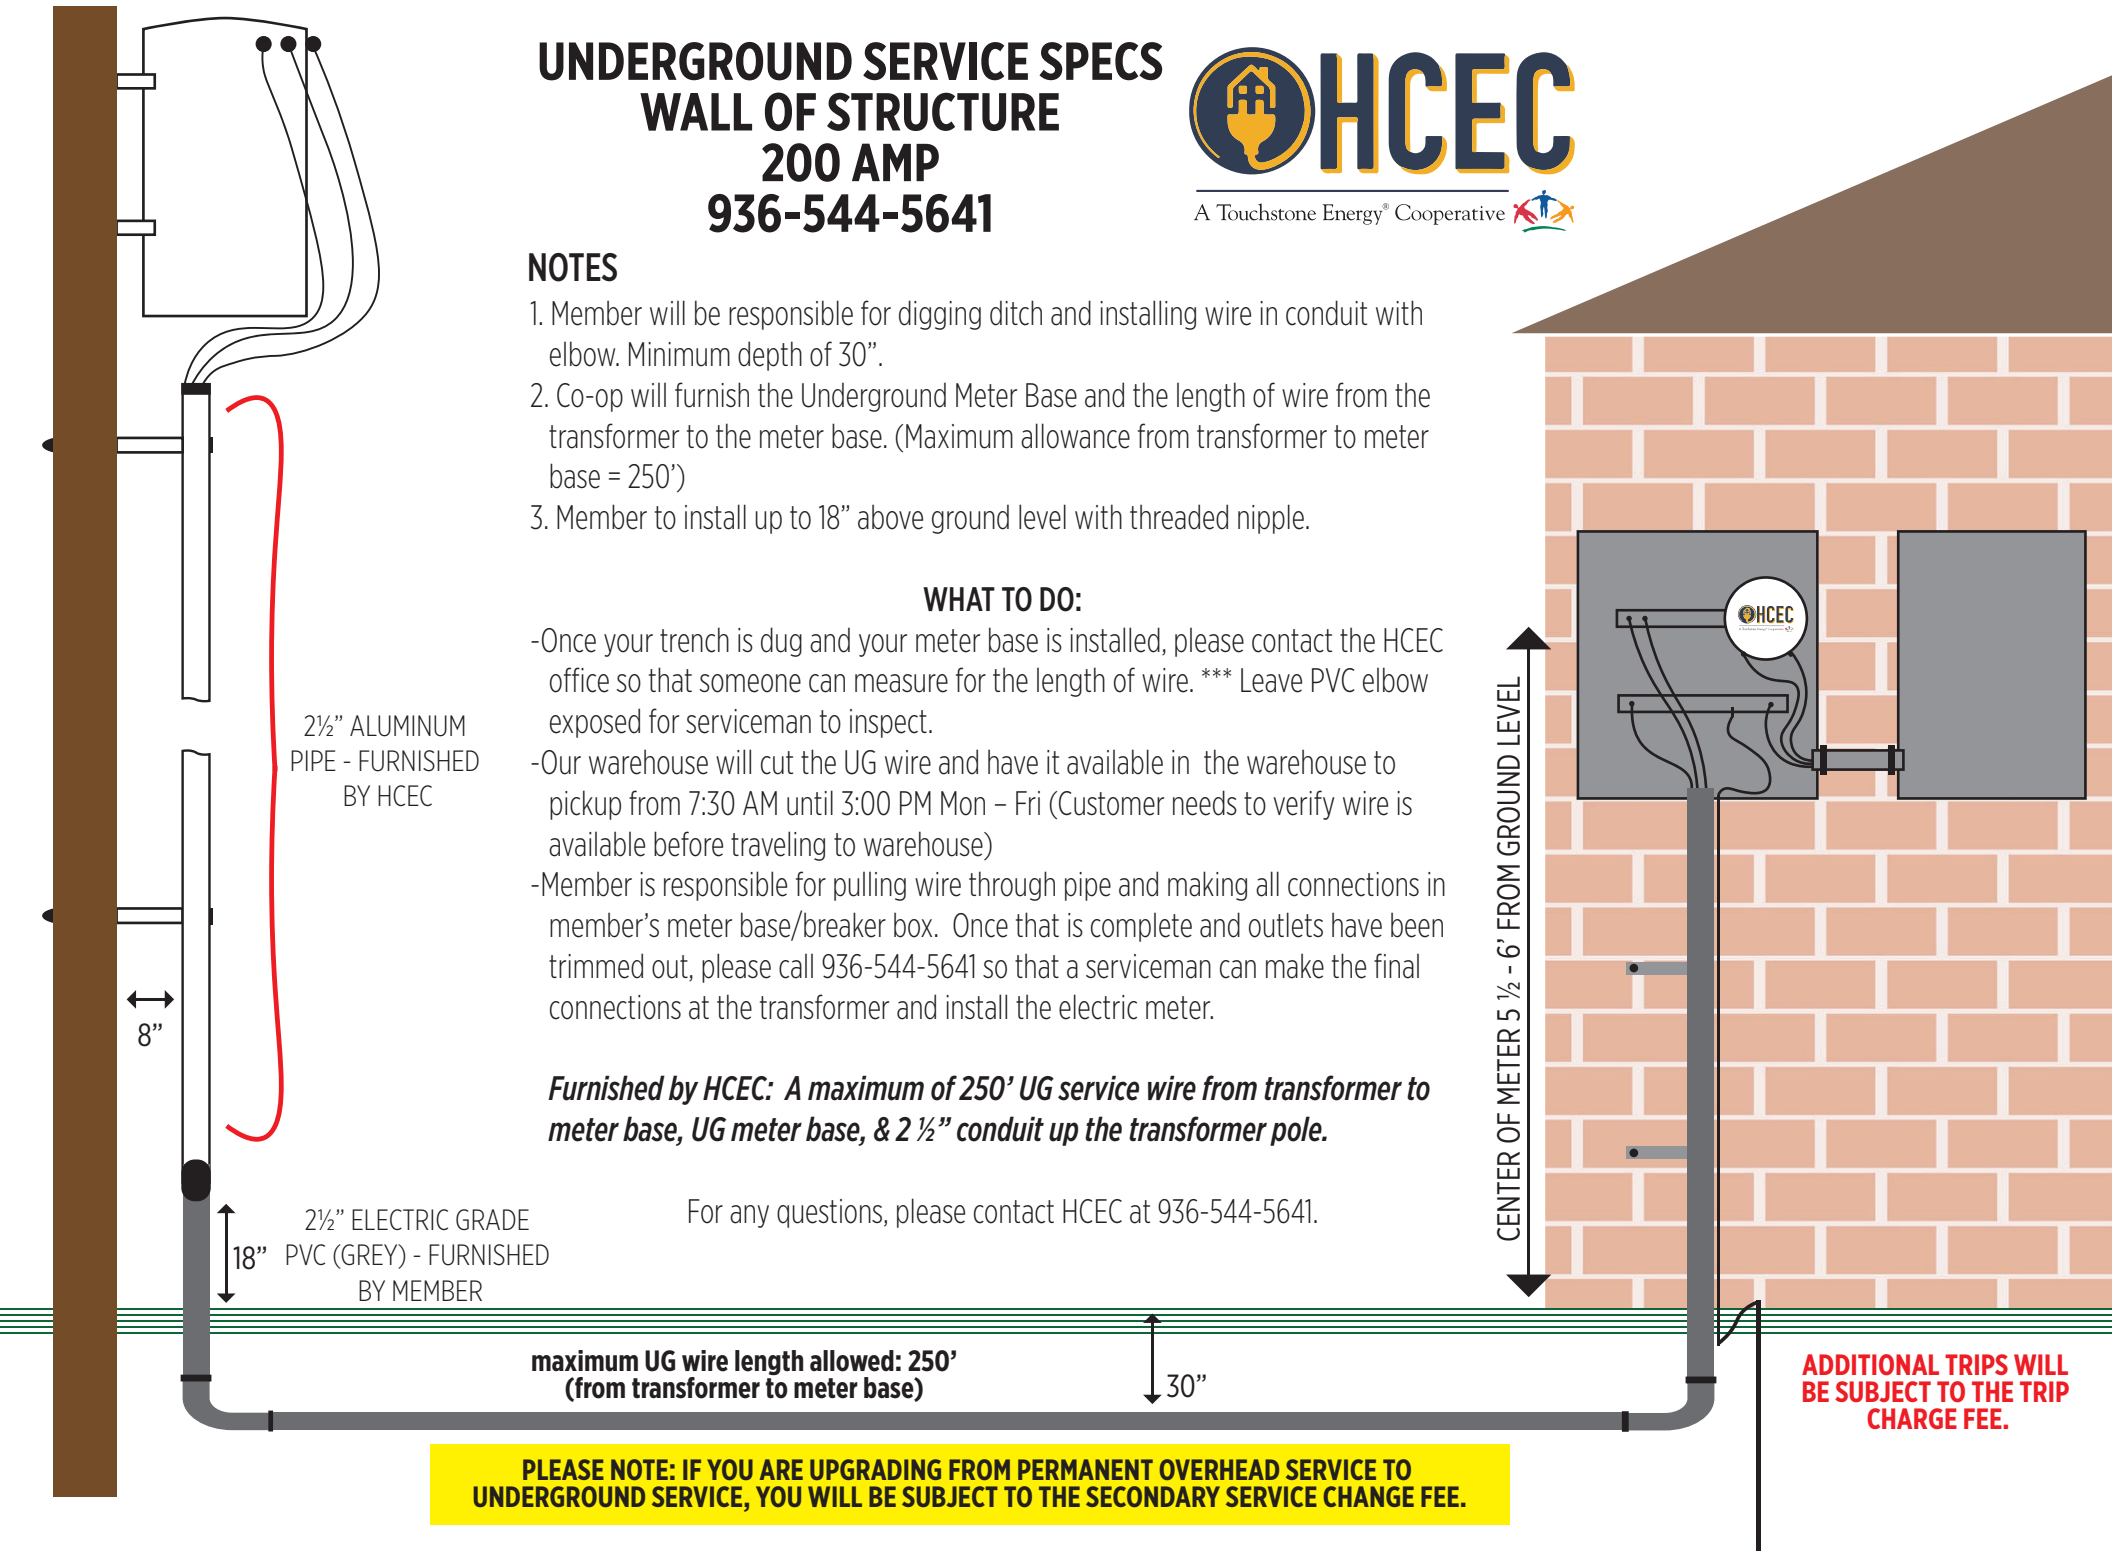 UNDERGROUND SERVICE SPECS
WALL OF STRUCTURE
200 AMP
936-544-5641
HCEC
A Touchstone Energy® Cooperative
NOTES
1. Member will be responsible for digging ditch and installing wire in conduit with
elbow. Minimum depth of 30”.
2. Co-op will furnish the Underground Meter Base and the length of wire from the
transformer to the meter base. (Maximum allowance from transformer to meter
base = 250’)
3. Member to install up to 18” above ground level with threaded nipple.
WHAT TO DO:
-Once your trench is dug and your meter base is installed, please contact the HCEC
office so that someone can measure for the length of wire. *** Leave PVC elbow
exposed for serviceman to inspect.
-Our warehouse will cut the UG wire and have it available in the warehouse to
pickup from 7:30 AM until 3:00 PM Mon – Fri (Customer needs to verify wire is
available before traveling to warehouse)
-Member is responsible for pulling wire through pipe and making all connections in
member’s meter base/breaker box. Once that is complete and outlets have been
trimmed out, please call 936-544-5641 so that a serviceman can make the final
connections at the transformer and install the electric meter.
Furnished by HCEC: A maximum of 250’ UG service wire from transformer to
meter base, UG meter base, & 2 ½” conduit up the transformer pole.
For any questions, please contact HCEC at 936-544-5641.
2½” ALUMINUM
PIPE - FURNISHED
BY HCEC
8”
18”
2½” ELECTRIC GRADE
PVC (GREY) - FURNISHED
BY MEMBER
HCEC
CENTER OF METER 5 ½ - 6’ FROM GROUND LEVEL
maximum UG wire length allowed: 250’
(from transformer to meter base)
30”
ADDITIONAL TRIPS WILL
BE SUBJECT TO THE TRIP
CHARGE FEE.
PLEASE NOTE: IF YOU ARE UPGRADING FROM PERMANENT OVERHEAD SERVICE TO
UNDERGROUND SERVICE, YOU WILL BE SUBJECT TO THE SECONDARY SERVICE CHANGE FEE.